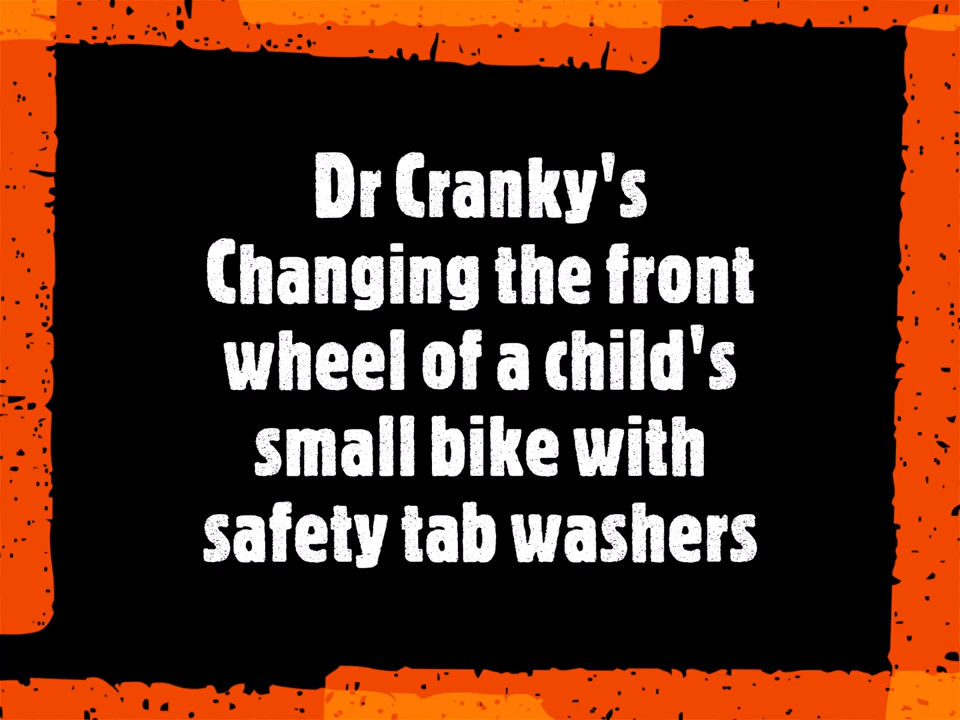 Dr Cranky's
Changing the front
wheel of a child's
small bike with
safety tab washers